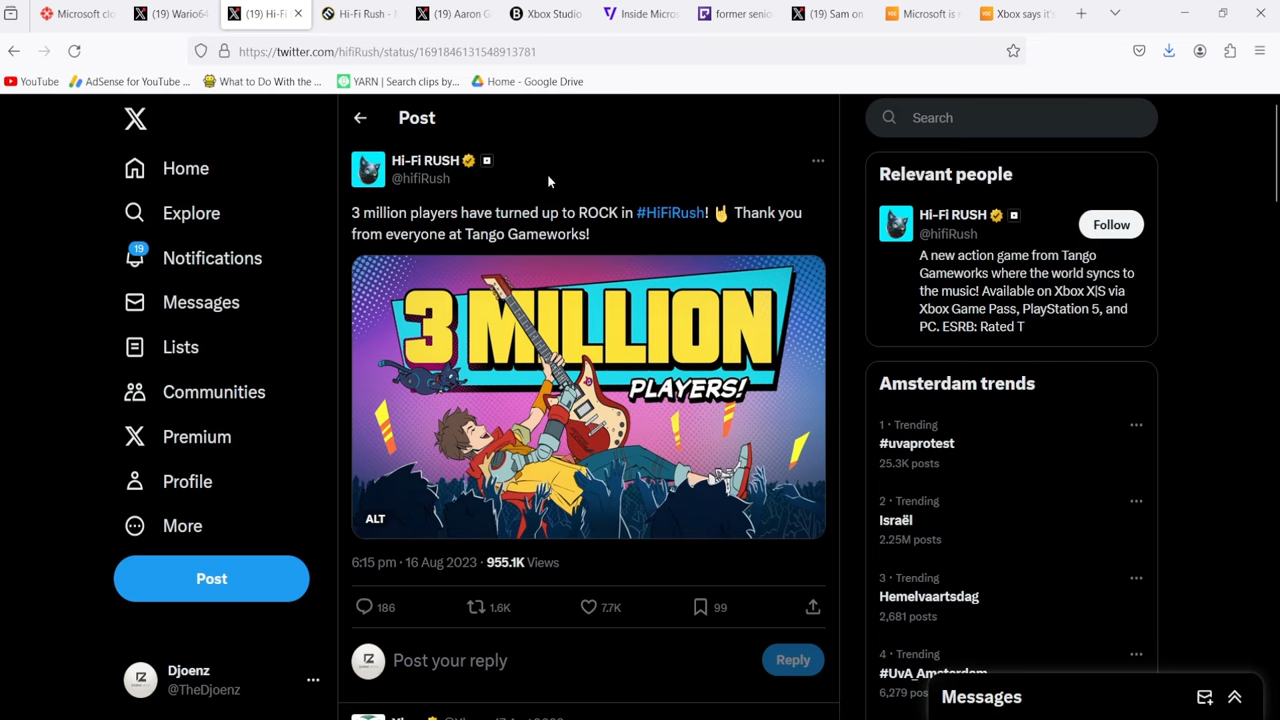 Microsoft clo
(19) Wario64
(19) Hi-Fi
Hi-Fi Rush -
(19) Aaron G
Xbox Studio
Inside Micros
former senio
(19) Sam on
Microsoft is
Xbox says it's
https://twitter.com/hifiRush/status/1691846131548913781
YouTube
AdSense for YouTube ...
What to Do With the ...
YARN | Search clips by...
Home - Google Drive
Home
Explore
19
Notifications
Messages
Lists
Communities
Premium
Profile
More
Post
Djoenz
@TheDjoenz
Post
Hi-Fi RUSH
@hifiRush
3 million players have turned up to ROCK in #HiFiRush! 🤘 Thank you
from everyone at Tango Gameworks!
3 MILLION
PLAYERS!
ALT
6:15 pm · 16 Aug 2023 · 955.1K Views
186
1.6K
7.7K
99
Post your reply
Reply
Search
Relevant people
Hi-Fi RUSH
@hifiRush
Follow
A new action game from Tango
Gameworks where the world syncs to
the music! Available on Xbox X|S via
Xbox Game Pass, PlayStation 5, and
PC. ESRB: Rated T
Amsterdam trends
1 · Trending
#uvaprotest
25.3K posts
2 · Trending
Israël
2.25M posts
3 · Trending
Hemelvaartsdag
2,681 posts
4 · Trending
#UvA_Amsterdam
6,279 pos
Messages